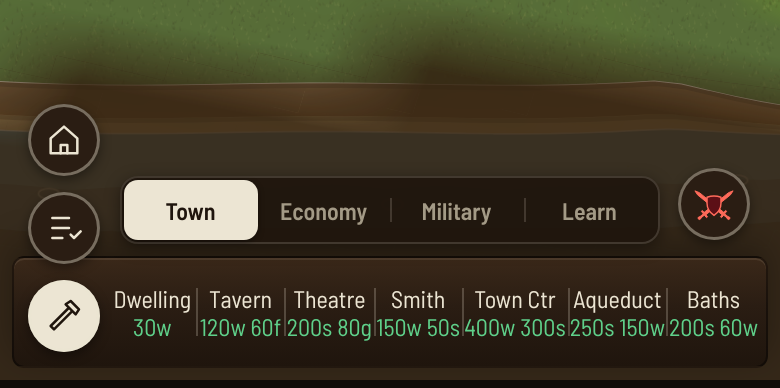 Town Economy Military Learn
Dwelling Tavern Theatre Smith Town Ctr Aqueduct Baths
30w 120w 60f 200s 80g 150w 50s 400w 300s 250s 150w 200s 60w